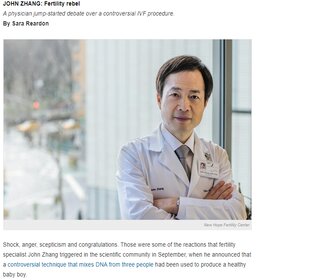 JOHN ZHANG: Fertility rebel
A physician jump-started debate over a controversial IVF procedure.
By Sara Reardon
New Hope Fertility Center
Shock, anger, scepticism and congratulations. Those were some of the reactions that fertility
specialist John Zhang triggered in the scientific community in September, when he announced that
a controversial technique that mixes DNA from three people had been used to produce a healthy
baby boy.